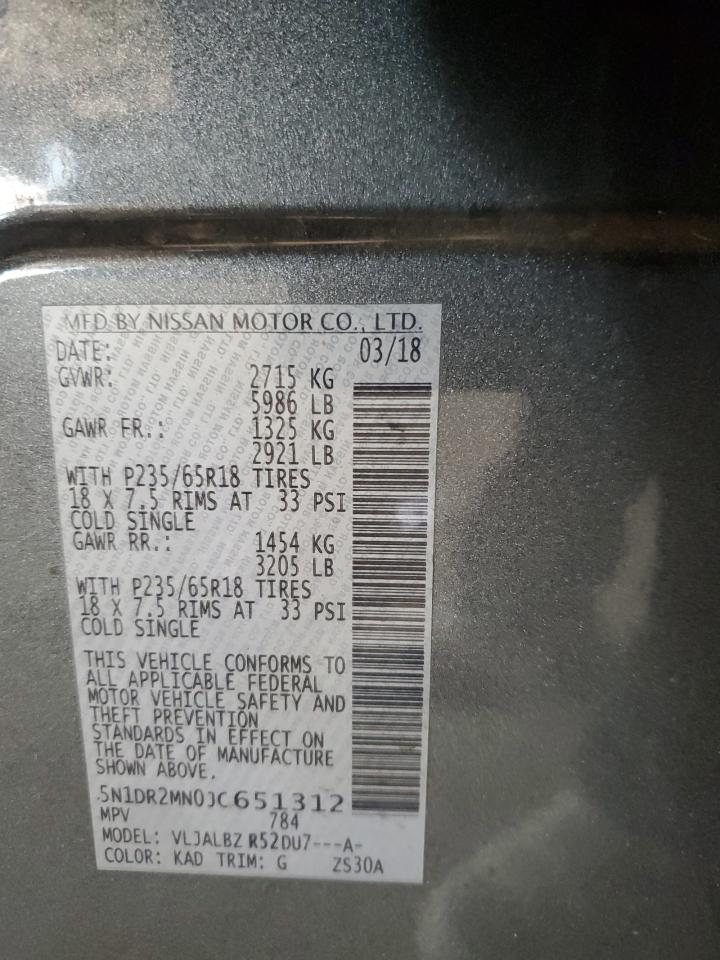 MFD BY NISSAN MOTOR CO., LTD.
DATE: 03/18
GVWR: 2715 KG
5986 LB
GAWR FR.: 1325 KG
2921 LB
WITH P235/65R18 TIRES
18 X 7.5 RIMS AT 33 PSI
COLD SINGLE
GAWR RR.: 1454 KG
3205 LB
WITH P235/65R18 TIRES
18 X 7.5 RIMS AT 33 PSI
COLD SINGLE
THIS VEHICLE CONFORMS TO
ALL APPLICABLE FEDERAL
MOTOR VEHICLE SAFETY AND
THEFT PREVENTION
STANDARDS IN EFFECT ON
THE DATE OF MANUFACTURE
SHOWN ABOVE.
5N1DR2MN0JC651312
MPV 784
MODEL: VLJALBZ R52DU7---A-
COLOR: KAD TRIM: G ZS30A